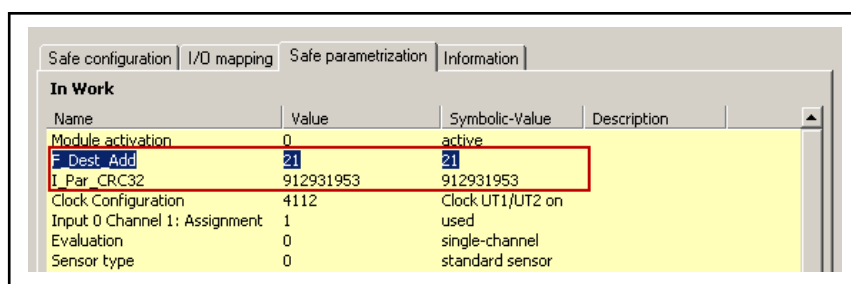 Safe configuration I/O mapping Safe parametrization Information
In Work
Name Value Symbolic-Value Description
Module activation 0 active
F_Dest_Add 21 21
I_Par_CRC32 912931953 912931953
Clock Configuration 4112 Clock UT1/UT2 on
Input 0 Channel 1: Assignment 1 used
Evaluation 0 single-channel
Sensor type 0 standard sensor